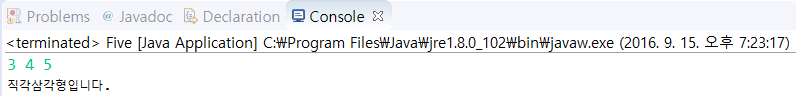 Problems @ Javadoc Declaration Console
<terminated> Five [Java Application] C:₩Program Files₩Java₩jre1.8.0_102₩bin₩javaw.exe (2016. 9. 15. 오후 7:23:17)
3 4 5
직각삼각형입니다.